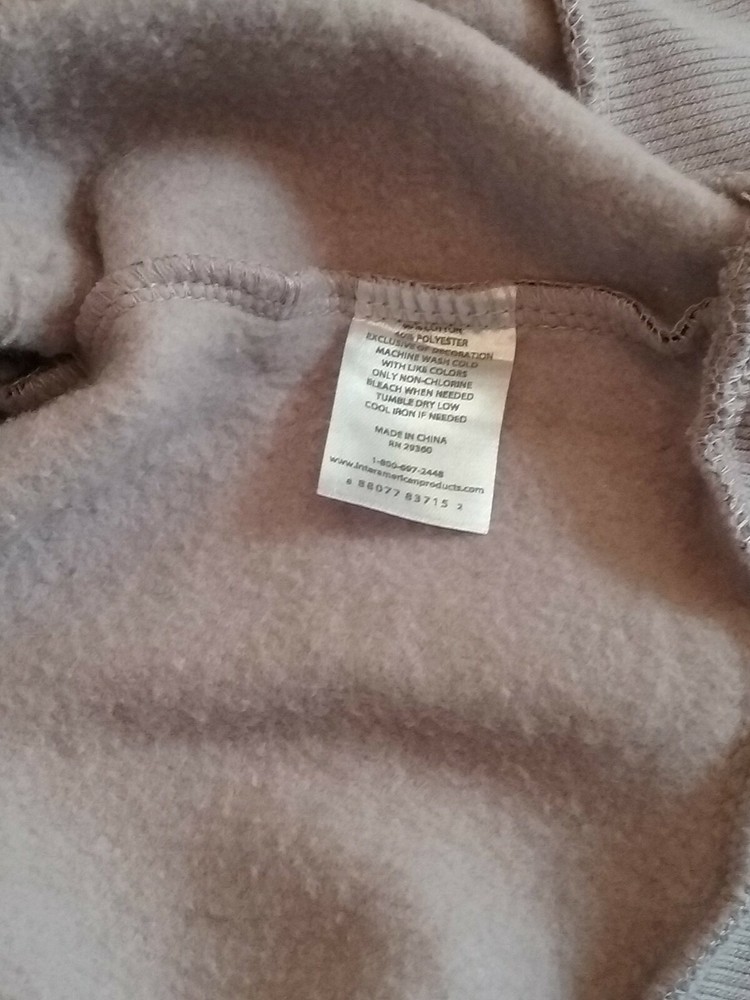 COTTON
40% POLYESTER
EXCLUSIVE OF DECORATION
MACHINE WASH COLD
WITH LIKE COLORS
ONLY NON-CHLORINE
BLEACH WHEN NEEDED
TUMBLE DRY LOW
COOL IRON IF NEEDED
MADE IN CHINA
RN 29360
1-800-697-2448
www.interamericanproducts.com
6 88077 83715 2